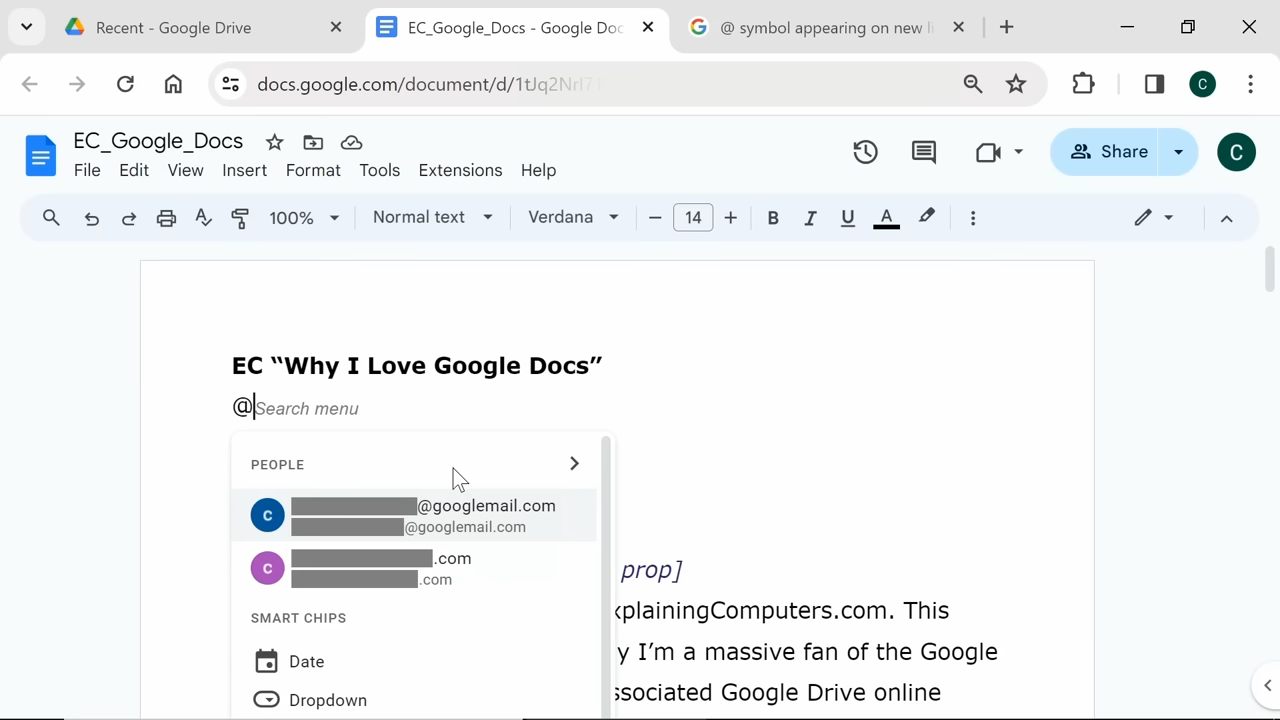 Recent - Google Drive
EC_Google_Docs - Google Doc
@ symbol appearing on new li
docs.google.com/document/d/1tJq2Nrl71
C
EC_Google_Docs
File Edit View Insert Format Tools Extensions Help
Share
C
100% Normal text Verdana 14 B I U A
EC “Why I Love Google Docs”
@Search menu
PEOPLE
C @googlemail.com
@googlemail.com
C .com
.com
SMART CHIPS
Date
Dropdown
prop]
xplainingComputers.com. This
y I’m a massive fan of the Google
ssociated Google Drive online